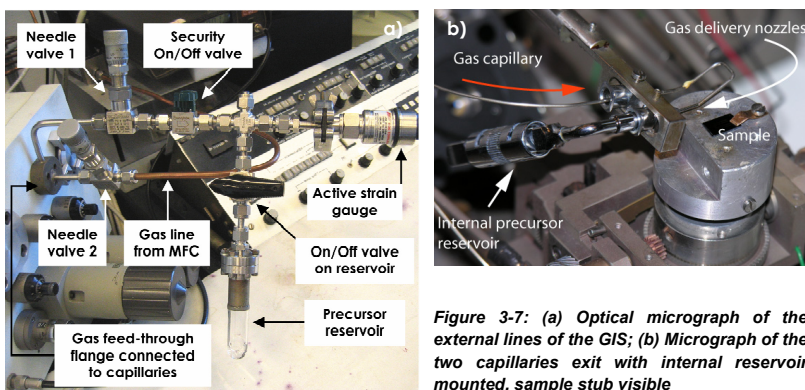 a)
Needle
valve 1
Security
On/Off valve
Active strain
gauge
Needle
valve 2
Gas line
from MFC
On/Off valve
on reservoir
Precursor
reservoir
Gas feed-through
flange connected
to capillaries
b)
Gas delivery nozzles
Gas capillary
Sample
Internal precursor
reservoir
Figure 3-7: (a) Optical micrograph of the
external lines of the GIS; (b) Micrograph of the
two capillaries exit with internal reservoir
mounted, sample stub visible